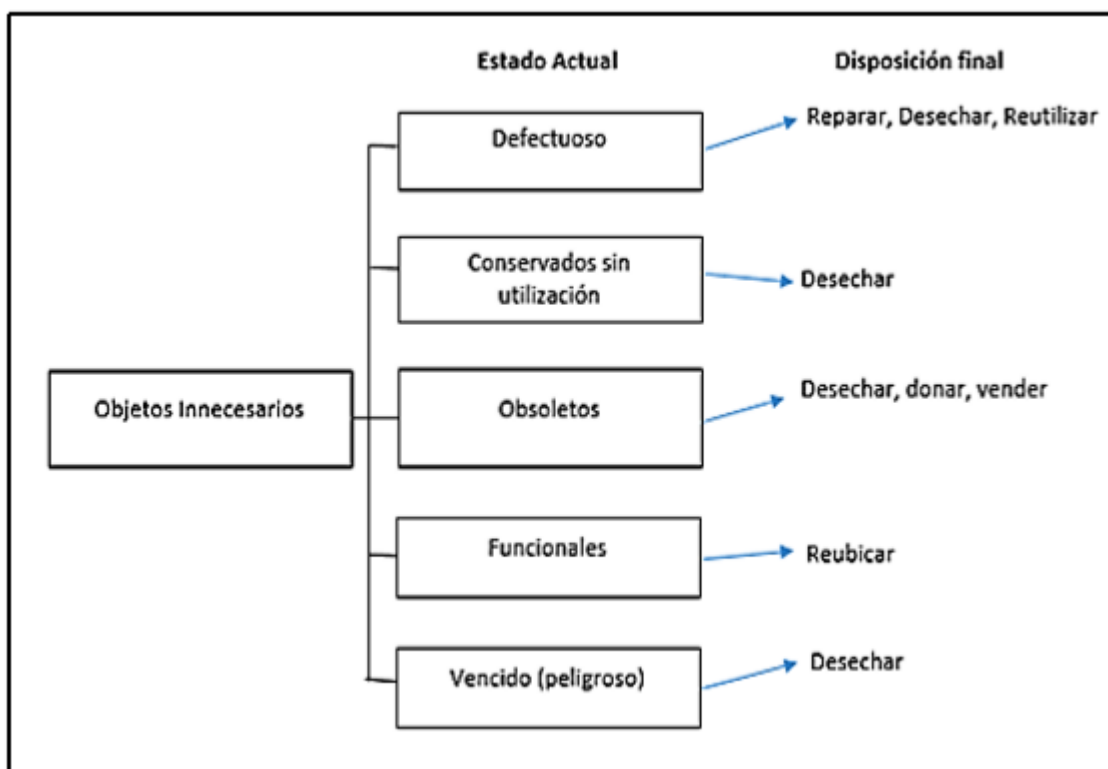 Estado Actual
Disposición final
Defectuoso
Reparar, Desechar, Reutilizar
Conservados sin
utilización
Desechar
Objetos Innecesarios
Obsoletos
Desechar, donar, vender
Funcionales
Reubicar
Vencido (peligroso)
Desechar